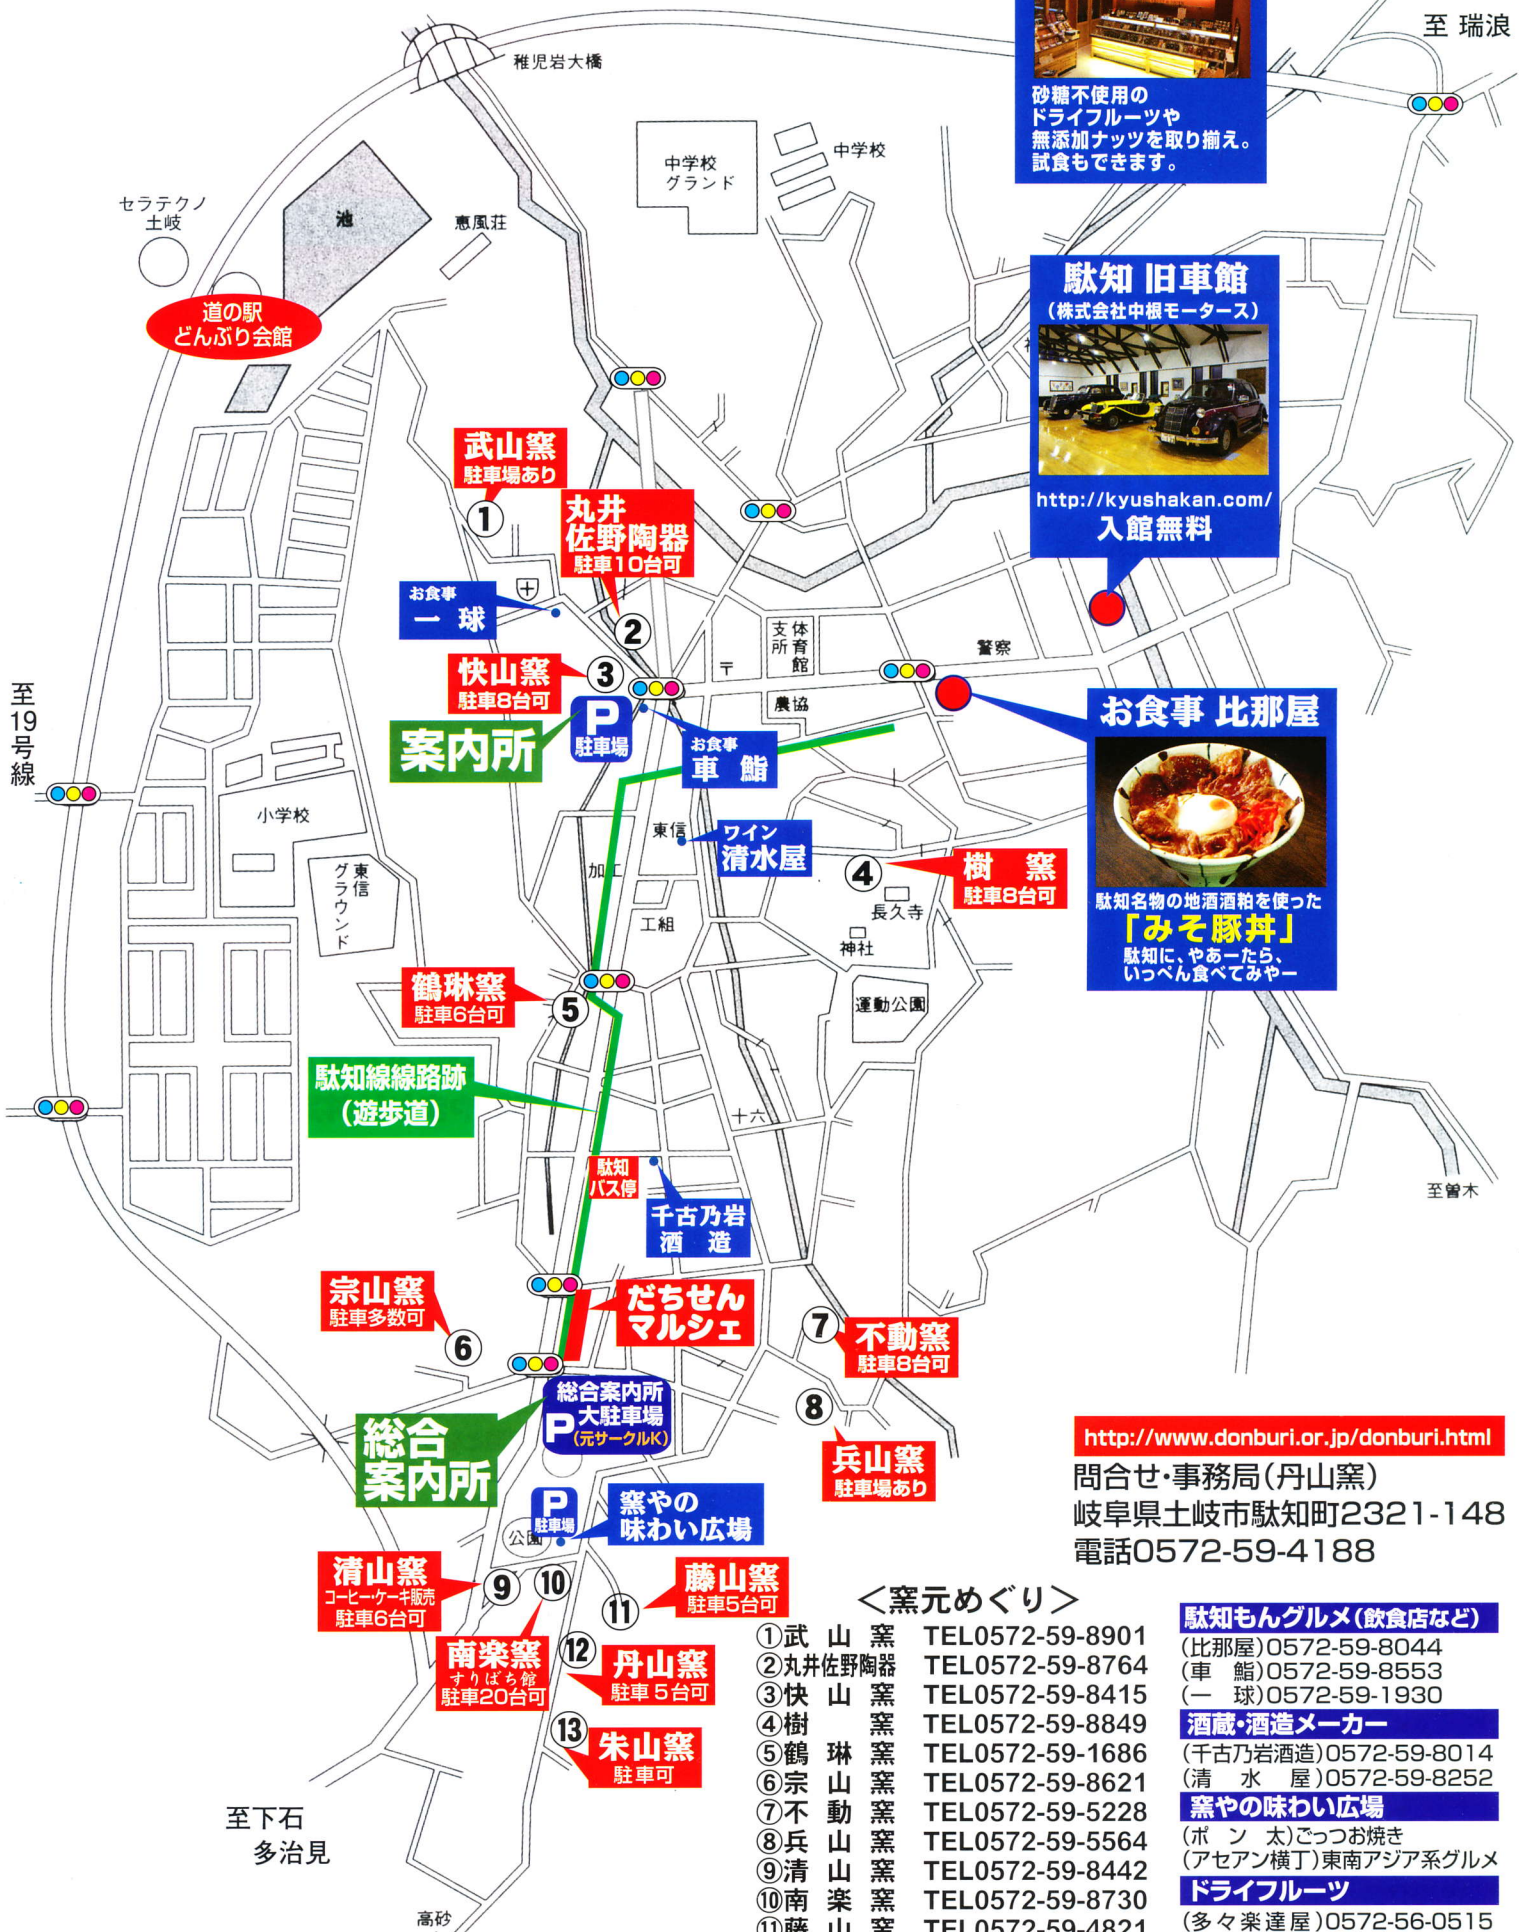 至 瑞浪
稚児岩大橋
砂糖不使用の
ドライフルーツや
無添加ナッツを取り揃え。
試食もできます。
中学校
グランド
中学校
セラテクノ
土岐
池
恵風荘
道の駅
どんぶり会館
駄知 旧車館
(株式会社中根モータース)
http://kyushakan.com/
入館無料
武山窯
駐車場あり
①
丸井
佐野陶器
駐車10台可
②
お食事
一 球
快山窯
駐車8台可
③
〒
支所
体育館
警察
農協
至19号線
案内所
P
駐車場
お食事
車 鮨
お食事 比那屋
駄知名物の地酒酒粕を使った
「みそ豚丼」
駄知に、やあーたら、
いっぺん食べてみやー
小学校
東信
グラウンド
東信
ワイン
清水屋
加工
工組
④
樹 窯
駐車8台可
長久寺
神社
運動公園
鶴琳窯
駐車6台可
⑤
駄知線線路跡
(遊歩道)
十六
駄知
バス停
千古乃岩
酒 造
至曽木
宗山窯
駐車多数可
⑥
だちせん
マルシェ
⑦
不動窯
駐車8台可
⑧
兵山窯
駐車場あり
総合案内所
P大駐車場
(元サークルK)
総合
案内所
P
駐車場
公園
窯やの
味わい広場
清山窯
コーヒー・ケーキ販売
駐車6台可
⑨
⑩
⑪
藤山窯
駐車5台可
南楽窯
すりばち館
駐車20台可
⑫
丹山窯
駐車5台可
⑬
朱山窯
駐車可
至下石
多治見
高砂
http://www.donburi.or.jp/donburi.html
問合せ・事務局(丹山窯)
岐阜県土岐市駄知町2321-148
電話0572-59-4188
<窯元めぐり>
①武山窯 TEL0572-59-8901
②丸井佐野陶器 TEL0572-59-8764
③快山窯 TEL0572-59-8415
④樹窯 TEL0572-59-8849
⑤鶴琳窯 TEL0572-59-1686
⑥宗山窯 TEL0572-59-8621
⑦不動窯 TEL0572-59-5228
⑧兵山窯 TEL0572-59-5564
⑨清山窯 TEL0572-59-8442
⑩南楽窯 TEL0572-59-8730
⑪藤山窯 TEL0572-59-4821
駄知もんグルメ(飲食店など)
(比那屋)0572-59-8044
(車 鮨)0572-59-8553
(一 球)0572-59-1930
酒蔵・酒造メーカー
(千古乃岩酒造)0572-59-8014
(清 水 屋)0572-59-8252
窯やの味わい広場
(ポ ン 太)ごっつお焼き
(アセアン横丁)東南アジア系グルメ
ドライフルーツ
(多々楽達屋)0572-56-0515